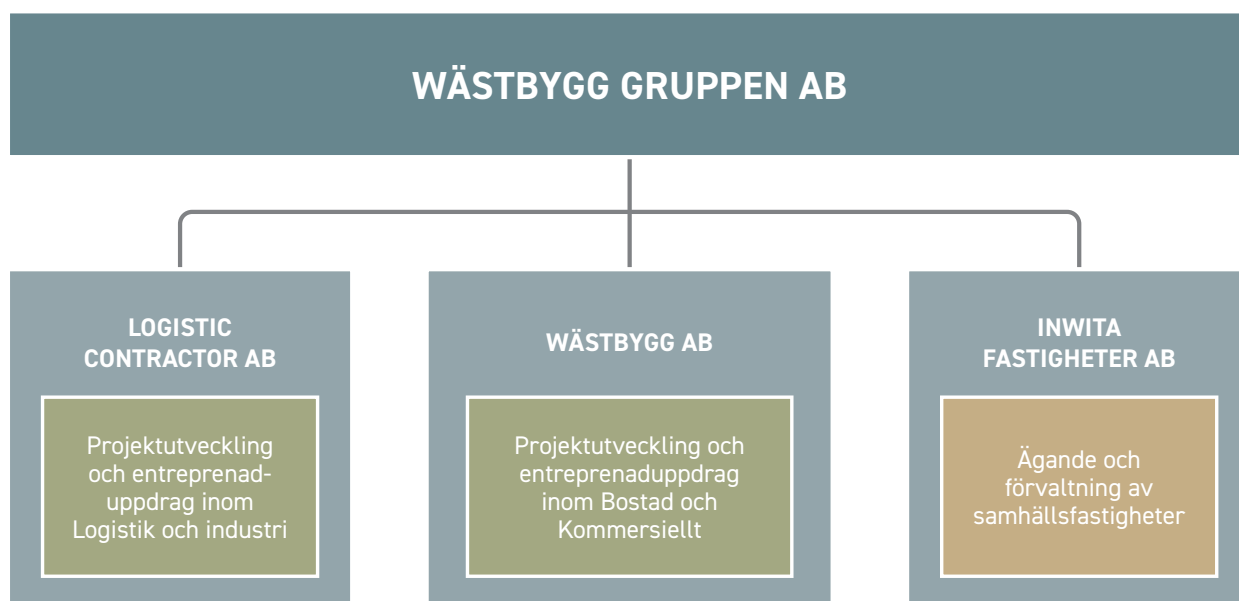 WÄSTBYGG GRUPPEN AB
LOGISTIC
CONTRACTOR AB
Projektutveckling
och entreprenad-
uppdrag inom
Logistik och industri
WÄSTBYGG AB
Projektutveckling och
entreprenaduppdrag
inom Bostad och
Kommersiellt
INWITA
FASTIGHETER AB
Ägande och
förvaltning av
samhällsfastigheter